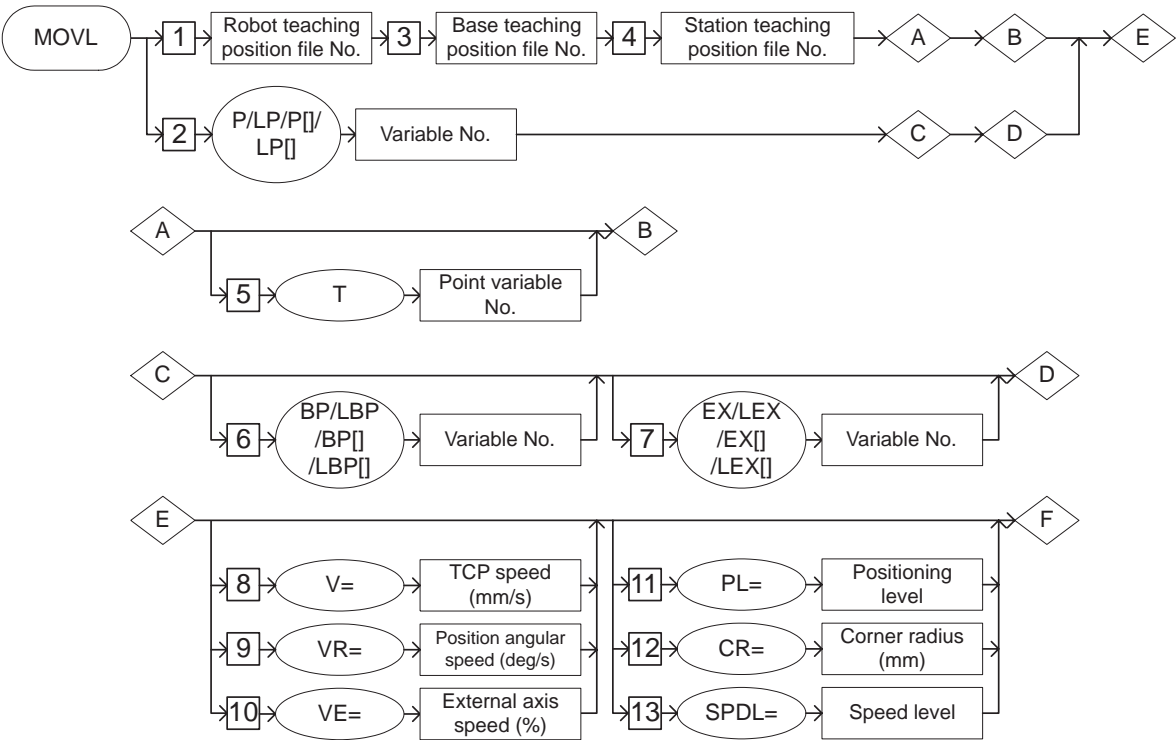 MOVL
1
Robot teaching
position file No.
3
Base teaching
position file No.
4
Station teaching
position file No.
A
B
E
2
P/LP/P[]/
LP[]
Variable No.
C
D
A
B
5
T
Point variable
No.
C
D
6
BP/LBP
/BP[]
/LBP[]
Variable No.
7
EX/LEX
/EX[]
/LEX[]
Variable No.
E
F
8
V=
TCP speed
(mm/s)
11
PL=
Positioning
level
9
VR=
Position angular
speed (deg/s)
12
CR=
Corner radius
(mm)
10
VE=
External axis
speed (%)
13
SPDL=
Speed level